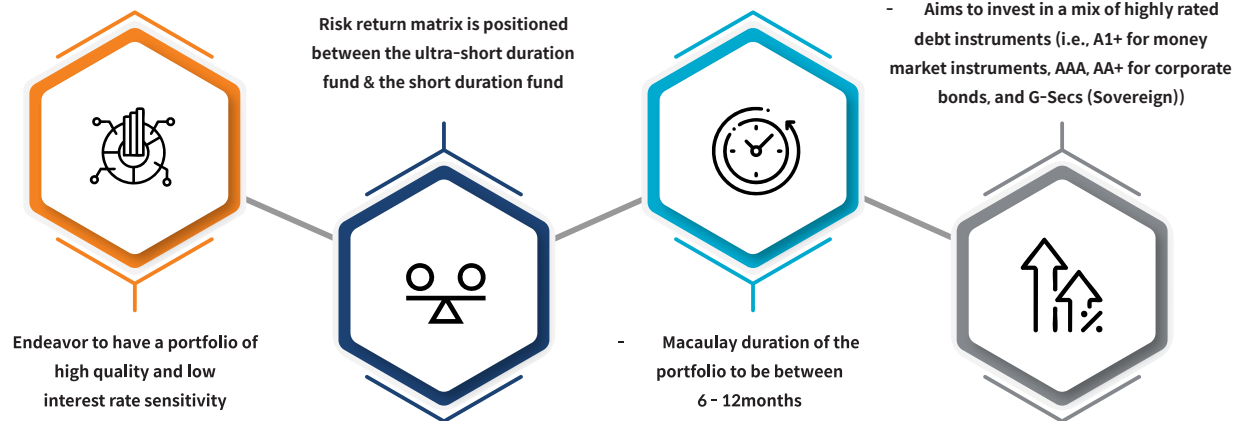 Endeavor to have a portfolio of
high quality and low
interest rate sensitivity
Risk return matrix is positioned
between the ultra-short duration
fund & the short duration fund
- Macaulay duration of the
portfolio to be between
6 - 12months
- Aims to invest in a mix of highly rated
debt instruments (i.e., A1+ for money
market instruments, AAA, AA+ for corporate
bonds, and G-Secs (Sovereign))
%